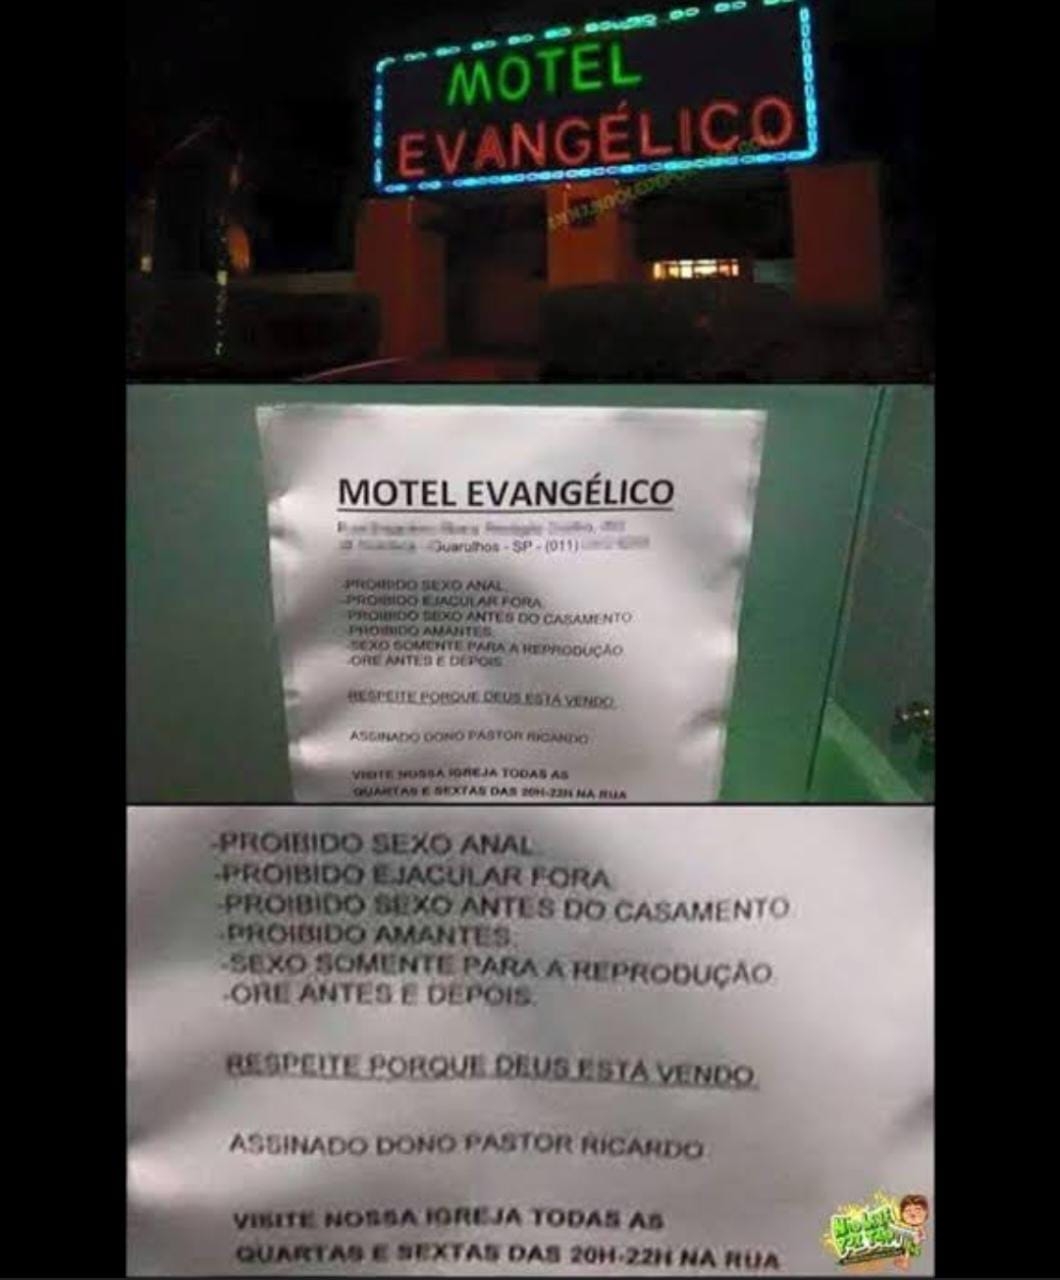 MOTEL
EVANGÉLICO
MOTEL EVANGÉLICO
Guarulhos - SP - (011)
-PROIBIDO SEXO ANAL.
-PROIBIDO EJACULAR FORA.
-PROIBIDO SEXO ANTES DO CASAMENTO
-PROIBIDO AMANTES.
-SEXO SOMENTE PARA A REPRODUÇÃO.
-ORE ANTES E DEPOIS.
RESPEITE PORQUE DEUS ESTÁ VENDO.
ASSINADO DONO PASTOR RICARDO
VISITE NOSSA IGREJA TODAS AS
QUARTAS E SEXTAS DAS 20H-22H NA RUA
-PROIBIDO SEXO ANAL.
-PROIBIDO EJACULAR FORA.
-PROIBIDO SEXO ANTES DO CASAMENTO
-PROIBIDO AMANTES.
-SEXO SOMENTE PARA A REPRODUÇÃO.
-ORE ANTES E DEPOIS.
RESPEITE PORQUE DEUS ESTÁ VENDO.
ASSINADO DONO PASTOR RICARDO
VISITE NOSSA IGREJA TODAS AS
QUARTAS E SEXTAS DAS 20H-22H NA RUA